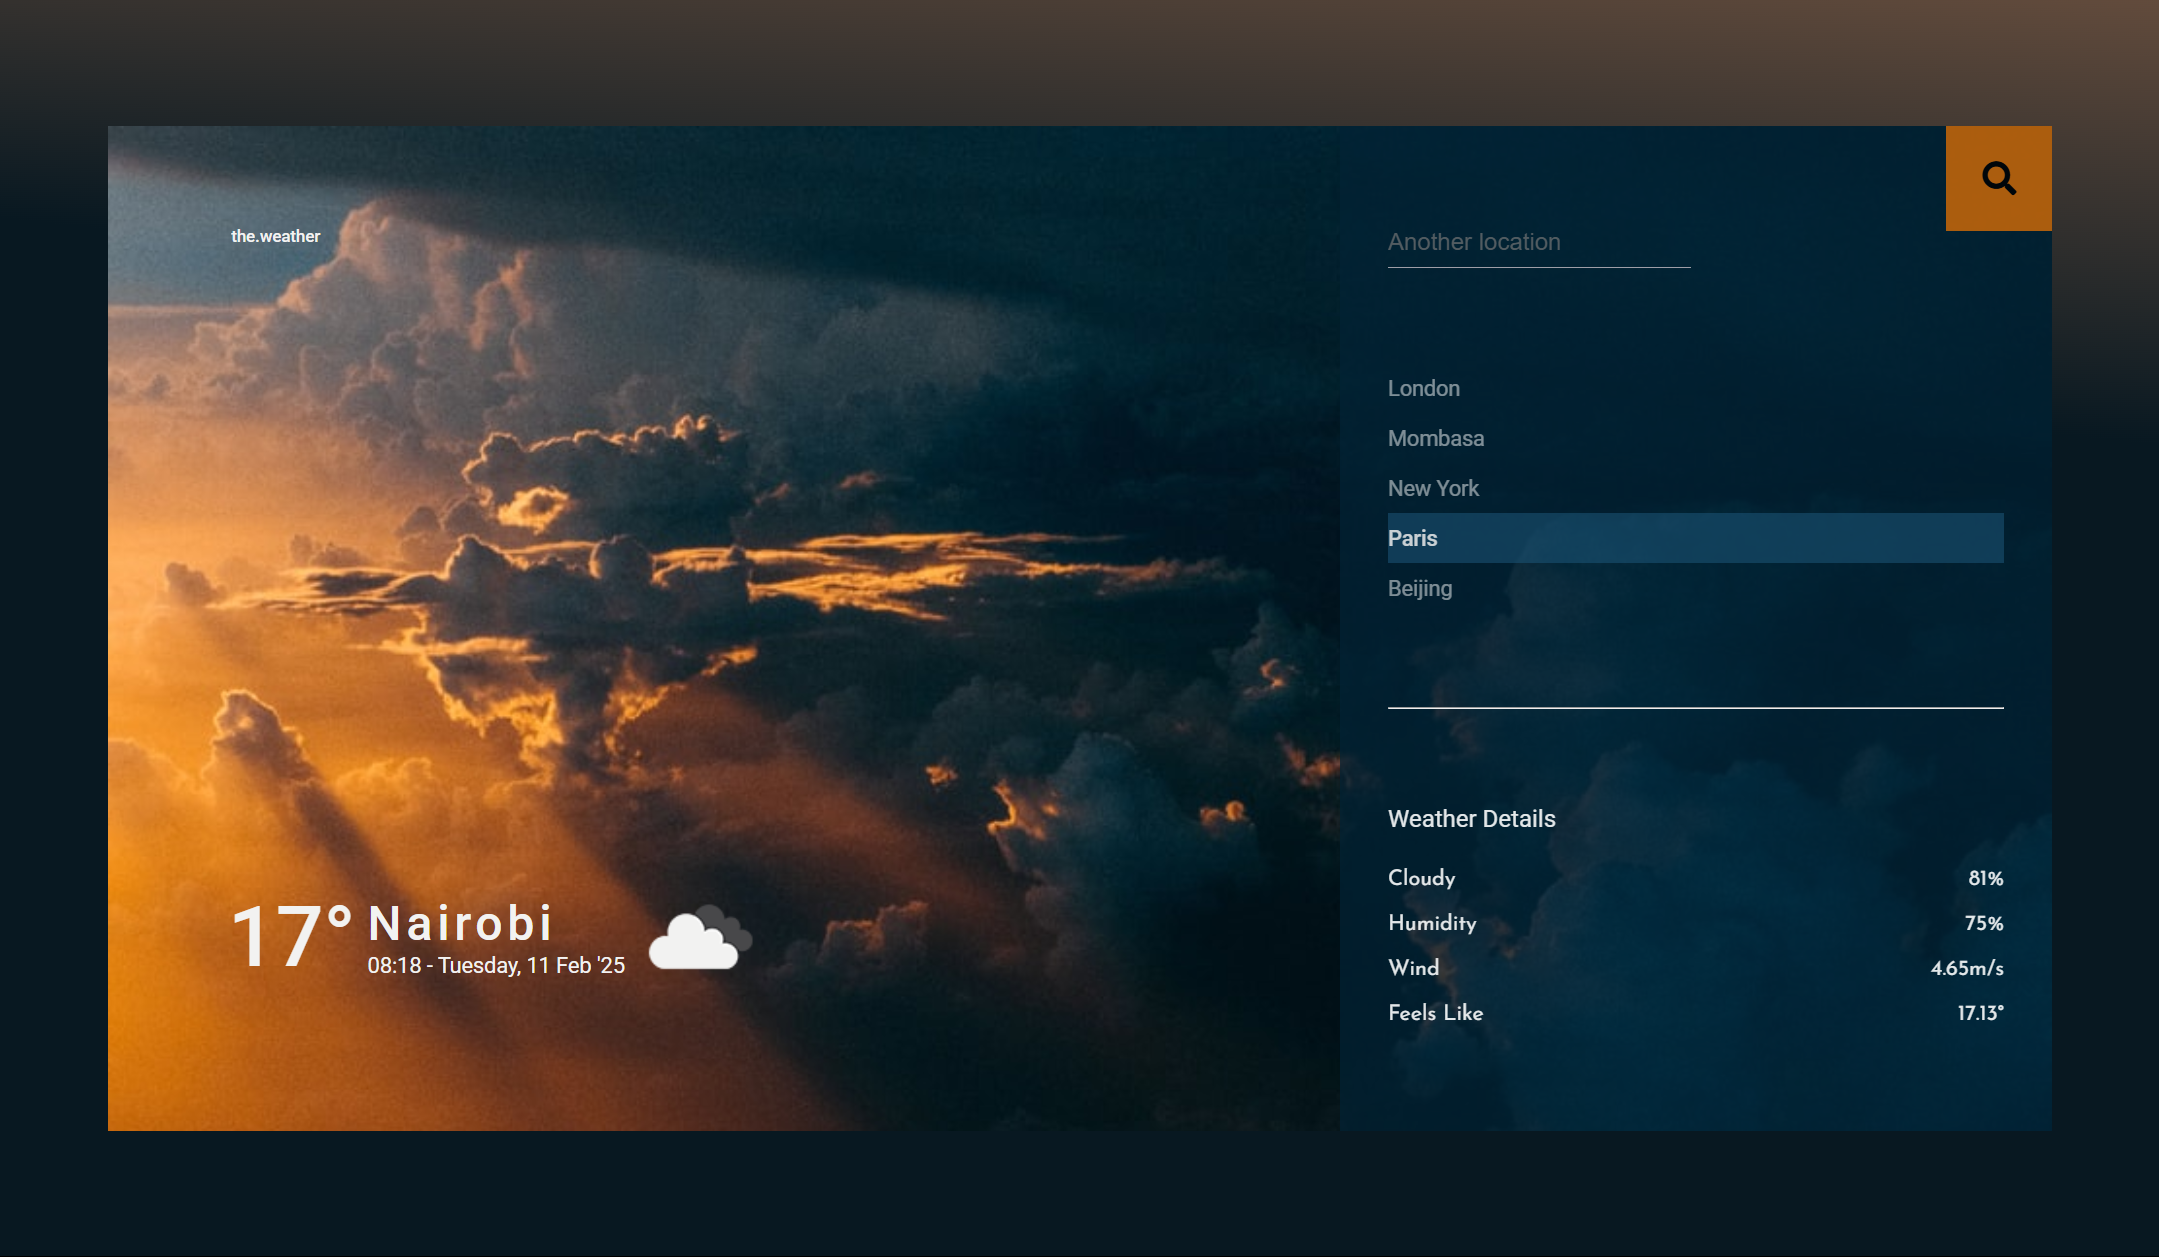 the.weather
17° Nairobi
08:18 - Tuesday, 11 Feb '25
Another location
London
Mombasa
New York
Paris
Beijing
Weather Details
Cloudy 81%
Humidity 75%
Wind 4.65m/s
Feels Like 17.13°